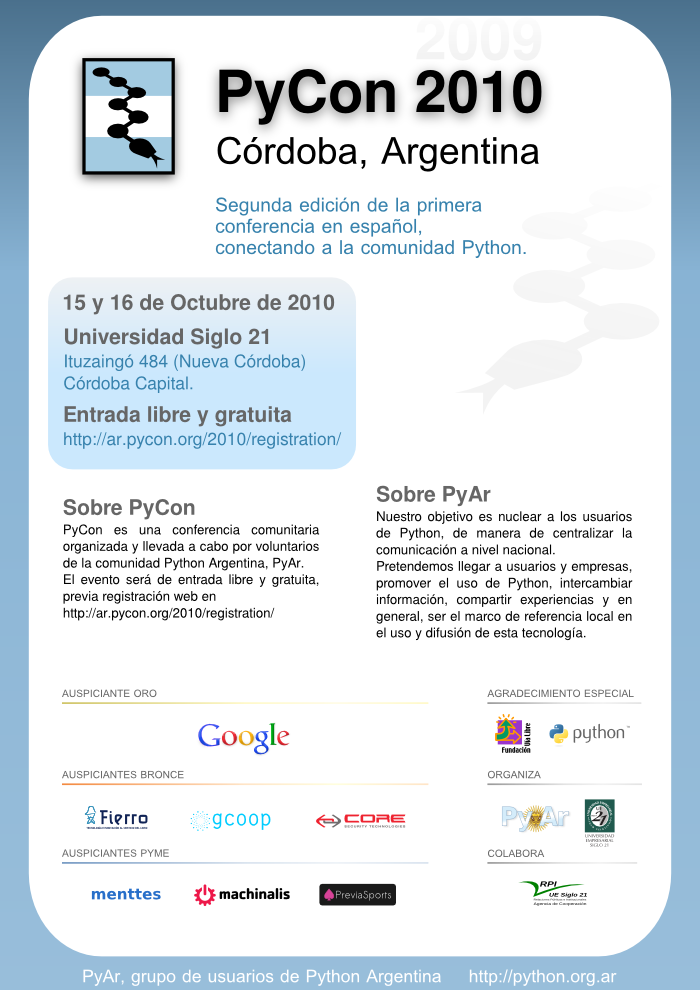 2009
PyCon 2010
Córdoba, Argentina
Segunda edición de la primera
conferencia en español,
conectando a la comunidad Python.
15 y 16 de Octubre de 2010
Universidad Siglo 21
Ituzaingó 484 (Nueva Córdoba)
Córdoba Capital.
Entrada libre y gratuita
http://ar.pycon.org/2010/registration/
Sobre PyCon
PyCon es una conferencia comunitaria
organizada y llevada a cabo por voluntarios
de la comunidad Python Argentina, PyAr.
El evento será de entrada libre y gratuita,
previa registración web en
http://ar.pycon.org/2010/registration/
Sobre PyAr
Nuestro objetivo es nuclear a los usuarios
de Python, de manera de centralizar la
comunicación a nivel nacional.
Pretendemos llegar a usuarios y empresas,
promover el uso de Python, intercambiar
información, compartir experiencias y en
general, ser el marco de referencia local en
el uso y difusión de esta tecnología.
AUSPICIANTE ORO
Google
AUSPICIANTES BRONCE
Fierro
gcoop
CORE
SECURITY TECHNOLOGIES
AUSPICIANTES PYME
menttes
machinalis
PreviaSports
AGRADECIMIENTO ESPECIAL
Fundación
Vía Libre
python™
ORGANIZA
PyAr
UE
21
UNIVERSIDAD
EMPRESARIAL
SIGLO 21
COLABORA
RPI
UE Siglo 21
Agencia de Cooperación
PyAr, grupo de usuarios de Python Argentina http://python.org.ar